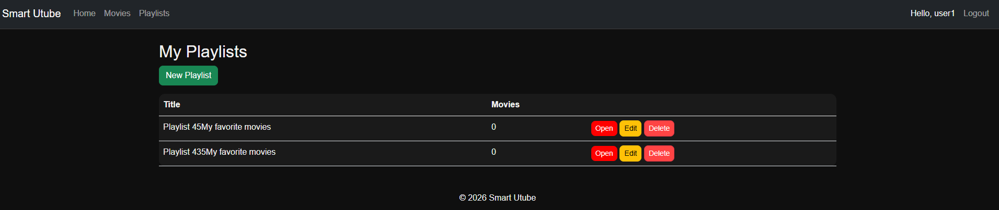 Smart Utube Home Movies Playlists Hello, user1 Logout
My Playlists
New Playlist
Title Movies
Playlist 45My favorite movies 0 Open Edit Delete
Playlist 435My favorite movies 0 Open Edit Delete
© 2026 Smart Utube